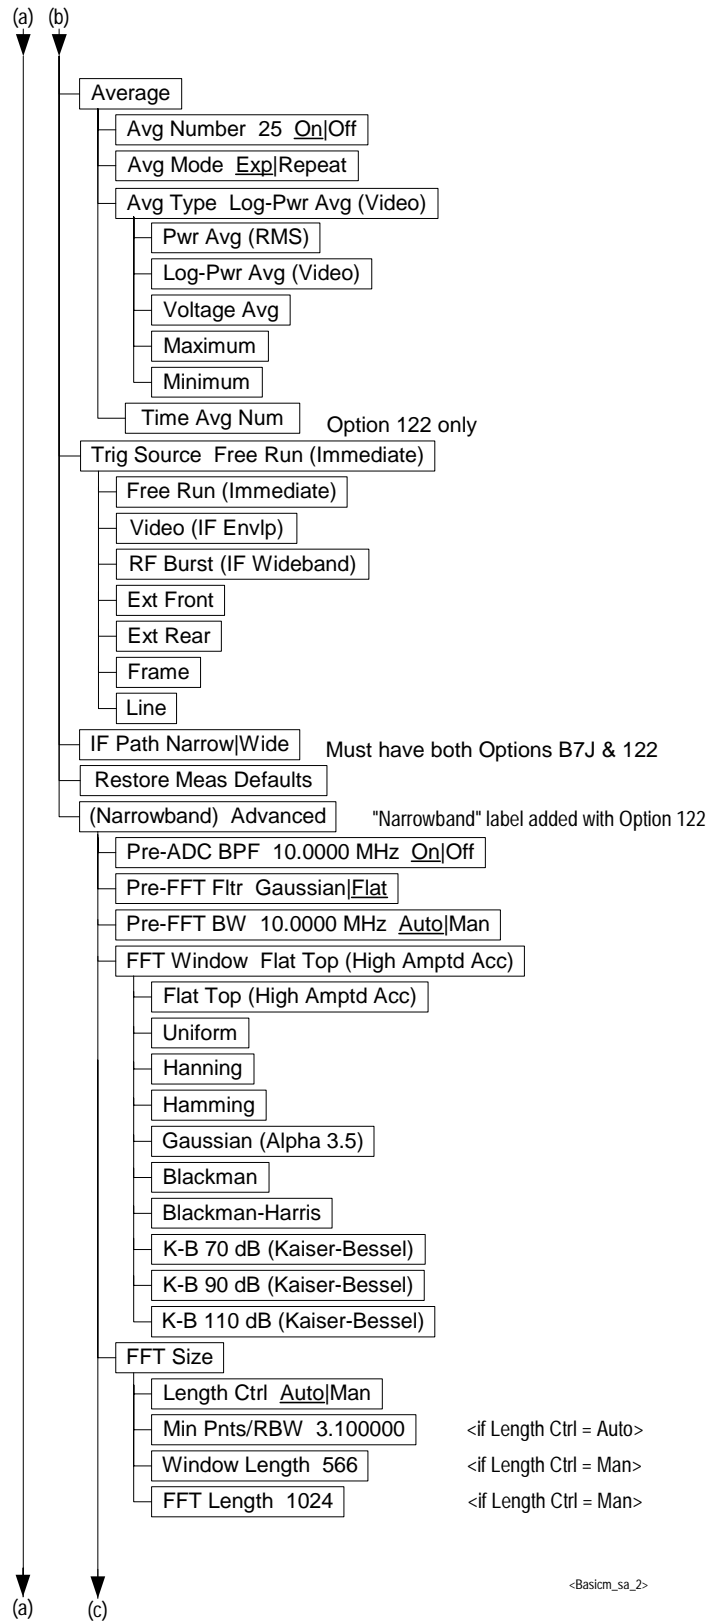 (a) (b)
Average
Avg Number 25 On|Off
Avg Mode Exp|Repeat
Avg Type Log-Pwr Avg (Video)
Pwr Avg (RMS)
Log-Pwr Avg (Video)
Voltage Avg
Maximum
Minimum
Time Avg Num Option 122 only
Trig Source Free Run (Immediate)
Free Run (Immediate)
Video (IF Envlp)
RF Burst (IF Wideband)
Ext Front
Ext Rear
Frame
Line
IF Path Narrow|Wide Must have both Options B7J & 122
Restore Meas Defaults
(Narrowband) Advanced "Narrowband" label added with Option 122
Pre-ADC BPF 10.0000 MHz On|Off
Pre-FFT Fltr Gaussian|Flat
Pre-FFT BW 10.0000 MHz Auto|Man
FFT Window Flat Top (High Amptd Acc)
Flat Top (High Amptd Acc)
Uniform
Hanning
Hamming
Gaussian (Alpha 3.5)
Blackman
Blackman-Harris
K-B 70 dB (Kaiser-Bessel)
K-B 90 dB (Kaiser-Bessel)
K-B 110 dB (Kaiser-Bessel)
FFT Size
Length Ctrl Auto|Man
Min Pnts/RBW 3.100000 <if Length Ctrl = Auto>
Window Length 566 <if Length Ctrl = Man>
FFT Length 1024 <if Length Ctrl = Man>
<Basicm_sa_2>
(a) (c)